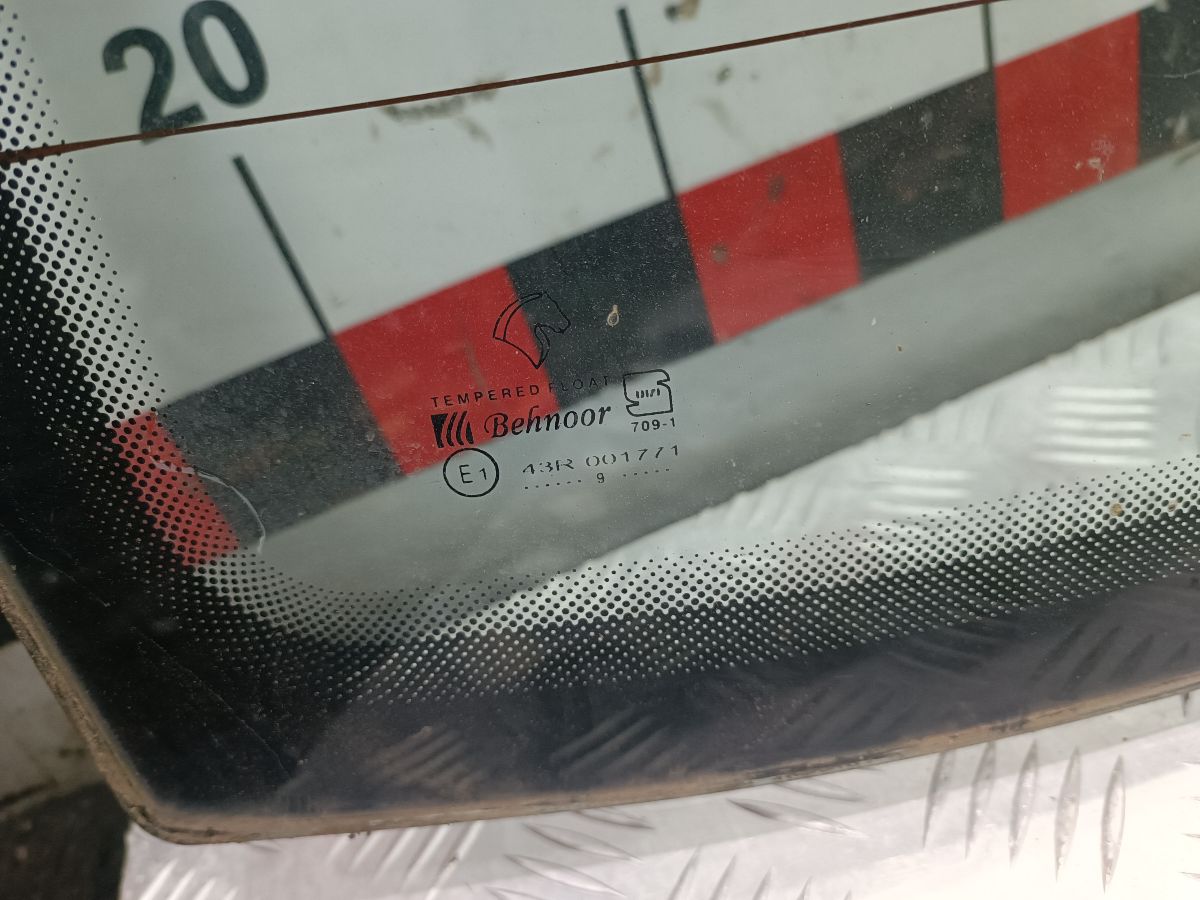 20
TEMPERED FLOAT
Behnoor
709-1
E1
43R 001771
...... 9 ......